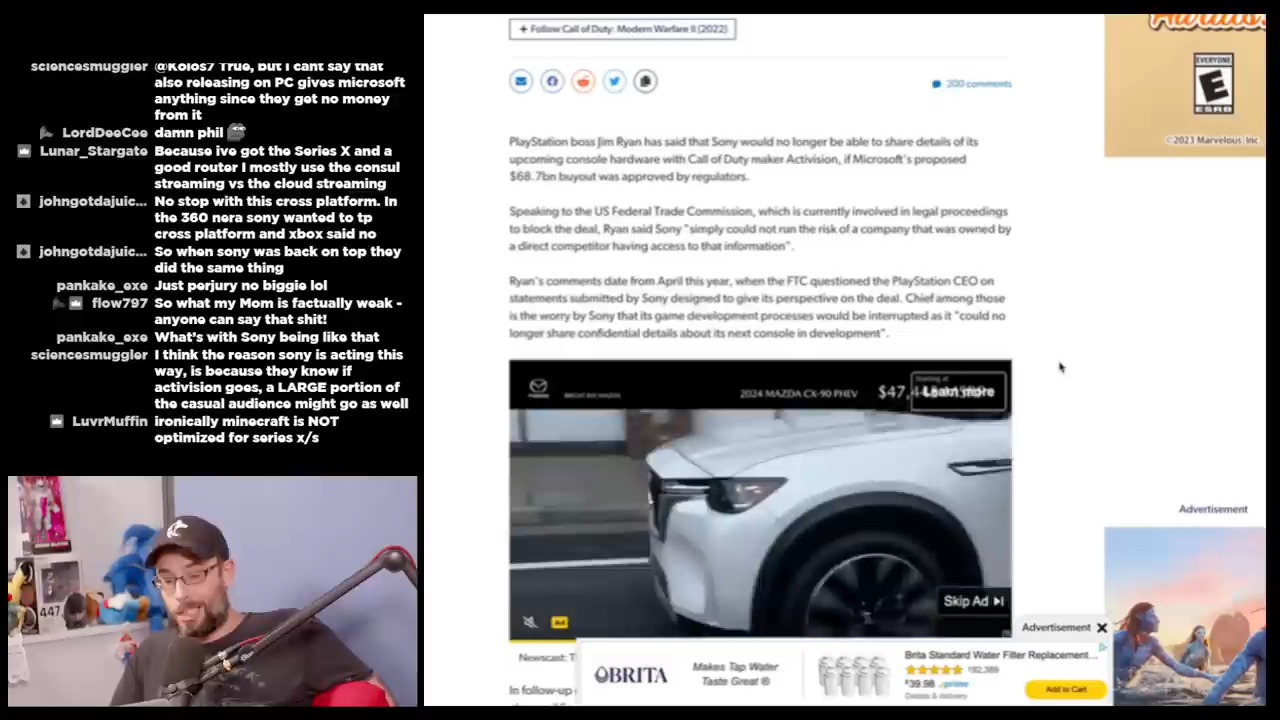 sciencesmuggler @Kolos7 True, but I cant say that
also releasing on PC gives microsoft
anything since they get no money
from it
LordDeeCee damn phil
Lunar_Stargate Because ive got the Series X and a
good router I mostly use the consul
streaming vs the cloud streaming
johngotdajuic... No stop with this cross platform. In
the 360 nera sony wanted to tp
cross platform and xbox said no
johngotdajuic... So when sony was back on top they
did the same thing
pankake_exe Just perjury no biggie lol
flow797 So what my Mom is factually weak -
anyone can say that shit!
pankake_exe What's with Sony being like that
sciencesmuggler I think the reason sony is acting this
way, is because they know if
activision goes, a LARGE portion of
the casual audience might go as well
LuvrMuffin ironically minecraft is NOT
optimized for series x/s
447
+ Follow Call of Duty: Modern Warfare II (2022)
200 comments
PlayStation boss Jim Ryan has said that Sony would no longer be able to share details of its
upcoming console hardware with Call of Duty maker Activision, if Microsoft's proposed
$68.7bn buyout was approved by regulators.
Speaking to the US Federal Trade Commission, which is currently involved in legal proceedings
to block the deal, Ryan said Sony "simply could not run the risk of a company that was owned by
a direct competitor having access to that information".
Ryan's comments date from April this year, when the FTC questioned the PlayStation CEO on
statements submitted by Sony designed to give its perspective on the deal. Chief among those
is the worry by Sony that its game development processes would be interrupted as it "could no
longer share confidential details about its next console in development".
2024 MAZDA CX-90 PHEV
Starting at
Learn more
Skip Ad
Ad
Newscast: T
In follow-up
Advertisement
BRITA
Makes Tap Water
Taste Great ®
Brita Standard Water Filter Replacement...
192,389
$39.98 prime
Details & delivery
Add to Cart
EVERYONE
E
ESRB
©2023 Marvelous Inc.
Advertisement